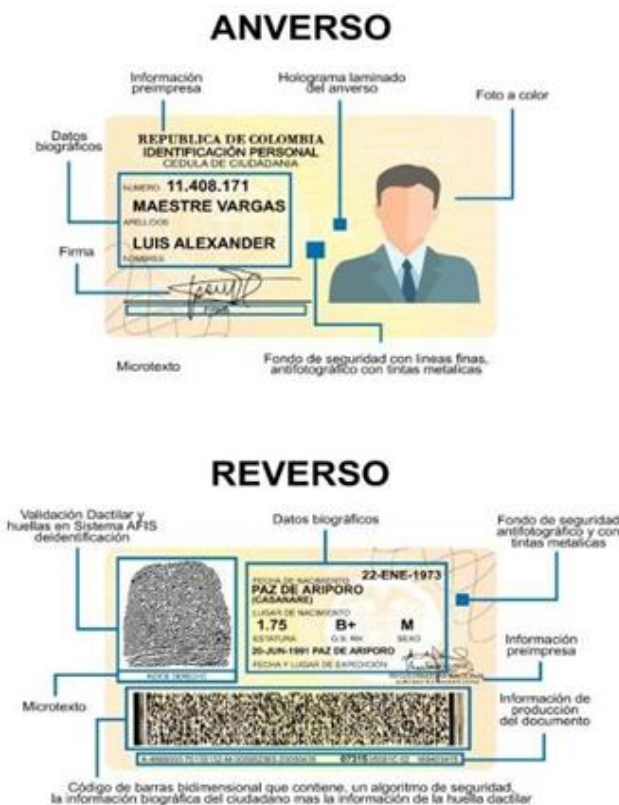 ANVERSO
Información
preimpresa
Holograma laminado
del anverso
Foto a color
Datos
biográficos
REPUBLICA DE COLOMBIA
IDENTIFICACIÓN PERSONAL
CEDULA DE CIUDADANIA
NUMERO 11.408.171
MAESTRE VARGAS
APELLIDOS
LUIS ALEXANDER
NOMBRES
Firma
Microtexto
Fondo de seguridad con lineas finas,
antifotográfico con tintas metalicas
REVERSO
Validación Dactilar y
huellas en Sistema AFIS
deidentificación
Datos biográficos
Fondo de seguridad
antifotográfico y con
tintas metalicas
FECHA DE NACIMIENTO 22-ENE-1973
PAZ DE ARIPORO
(CASANARE)
LUGAR DE NACIMIENTO
1.75 B+ M
ESTATURA G.S. RH SEXO
20-JUN-1991 PAZ DE ARIPORO
FECHA Y LUGAR DE EXPEDICIÓN
INDICE DERECHO
Información
preimpresa
Microtexto
Información de
producción
del documento
Código de barras bidimensional que contiene, un algoritmo de seguridad,
la información biográfica del ciudadano mas la información de la huella dactilar